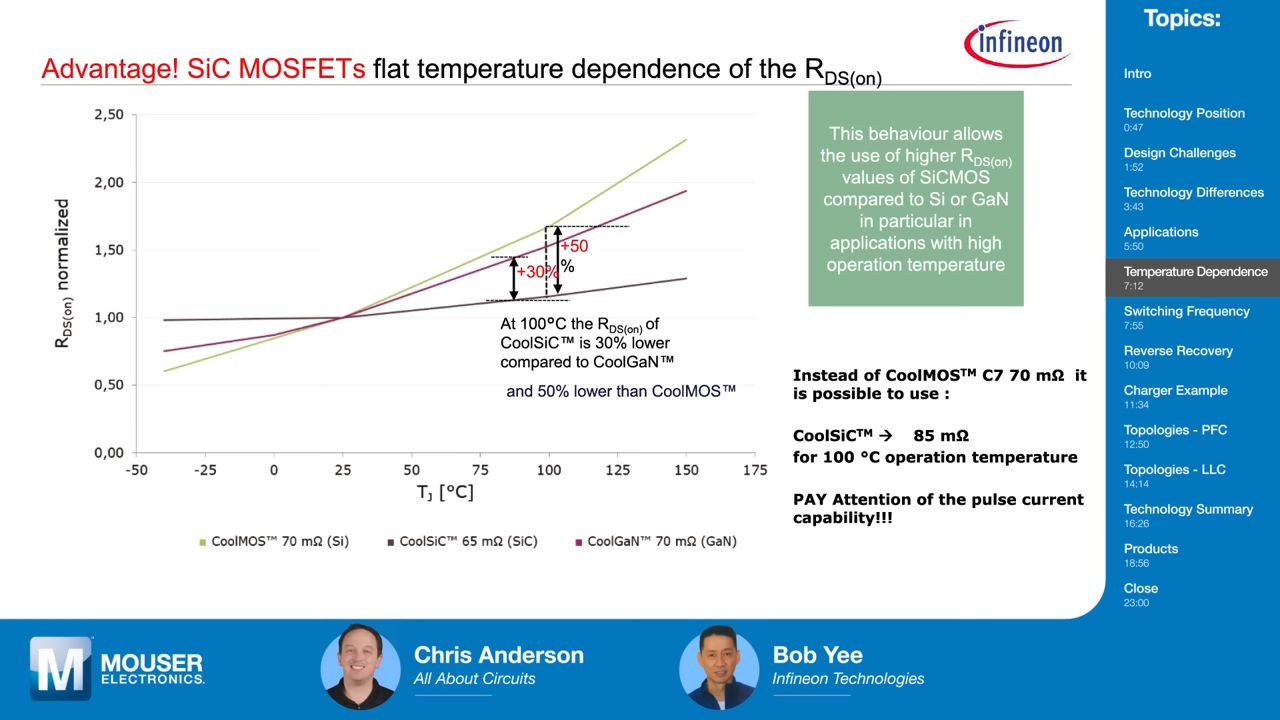 infineon
Advantage! SiC MOSFETs flat temperature dependence of the RDS(on)
2,50
2,00
1,50
1,00
0,50
0,00
RDS(on) normalized
-50 -25 0 25 50 75 100 125 150 175
TJ [°C]
+30%
+50
%
At 100°C the RDS(on) of
CoolSiC™ is 30% lower
compared to CoolGaN™
and 50% lower than CoolMOS™
CoolMOS™ 70 mΩ (Si) CoolSiC™ 65 mΩ (SiC) CoolGaN™ 70 mΩ (GaN)
This behaviour allows
the use of higher RDS(on)
values of SiCMOS
compared to Si or GaN
in particular in
applications with high
operation temperature
Instead of CoolMOS™ C7 70 mΩ it
is possible to use :
CoolSiC™ → 85 mΩ
for 100 °C operation temperature
PAY Attention of the pulse current
capability!!!
Topics:
Intro
Technology Position
0:47
Design Challenges
1:52
Technology Differences
3:43
Applications
5:50
Temperature Dependence
7:12
Switching Frequency
7:55
Reverse Recovery
10:09
Charger Example
11:34
Topologies - PFC
12:50
Topologies - LLC
14:14
Technology Summary
16:26
Products
18:56
Close
23:00
M
MOUSER
ELECTRONICS.
Chris Anderson
All About Circuits
Bob Yee
Infineon Technologies